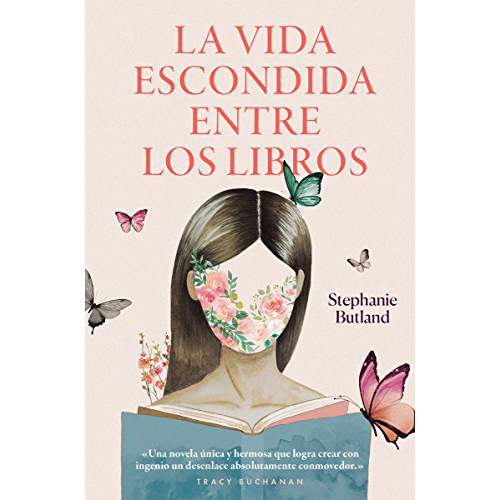 LA VIDA
ESCONDIDA
ENTRE
LOS LIBROS
Stephanie
Butland
«Una novela única y hermosa que logra crear con
ingenio un desenlace absolutamente conmovedor.»
TRACY BUCHANAN